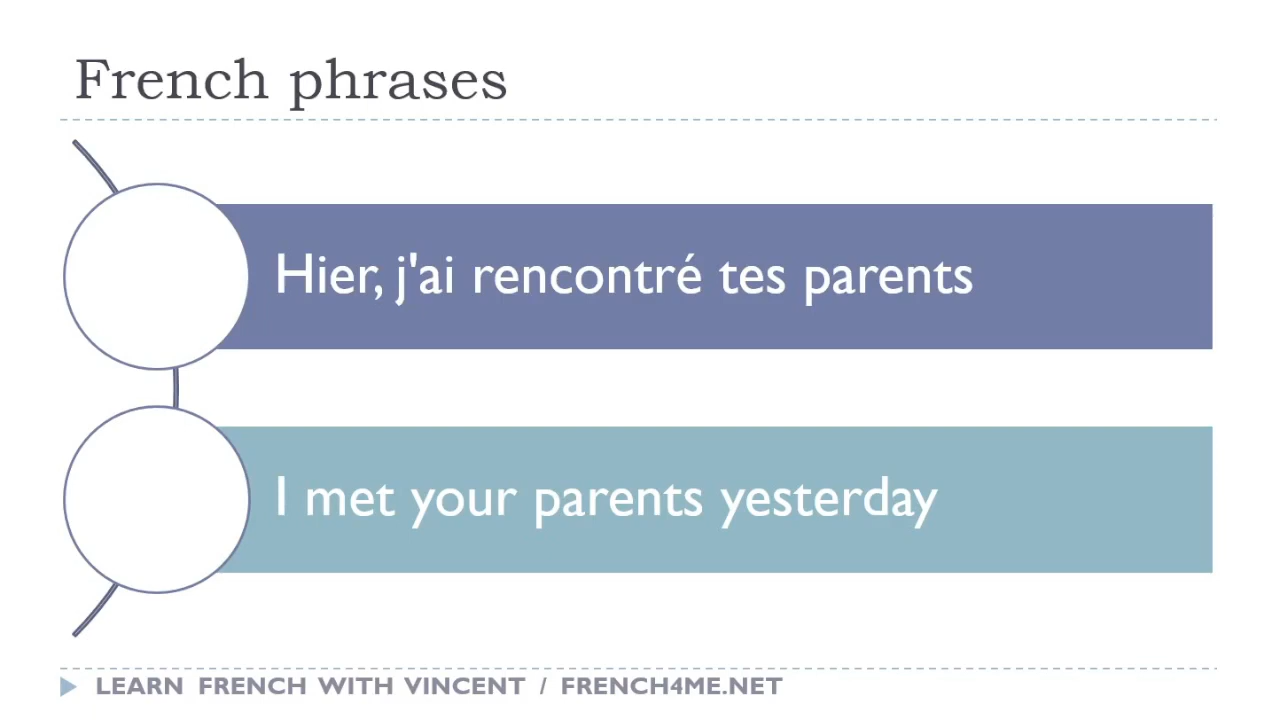 French phrases
Hier, j'ai rencontré tes parents
I met your parents yesterday
LEARN FRENCH WITH VINCENT / FRENCH4ME.NET